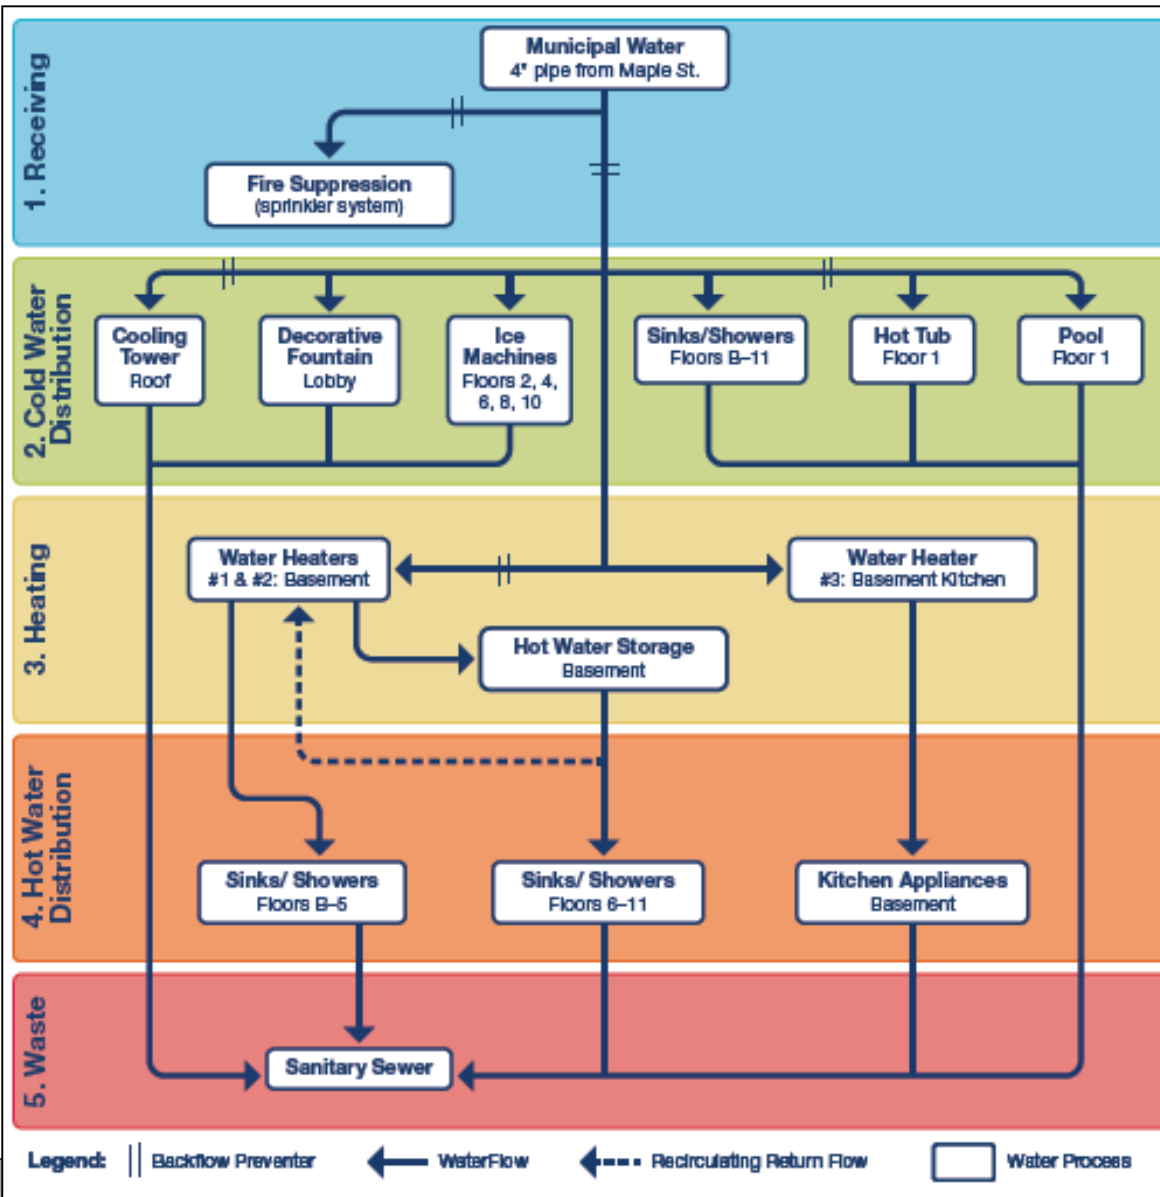 1. Receiving
Municipal Water
4" pipe from Maple St.
Fire Suppression
(sprinkler system)
2. Cold Water
Distribution
Cooling
Tower
Roof
Decorative
Fountain
Lobby
Ice
Machines
Floors 2, 4,
6, 8, 10
Sinks/Showers
Floors B–11
Hot Tub
Floor 1
Pool
Floor 1
3. Heating
Water Heaters
#1 & #2: Basement
Water Heater
#3: Basement Kitchen
Hot Water Storage
Basement
4. Hot Water
Distribution
Sinks/ Showers
Floors B–5
Sinks/ Showers
Floors 6–11
Kitchen Appliances
Basement
5. Waste
Sanitary Sewer
Legend: Backflow Preventer WaterFlow Recirculating Return Flow Water Process